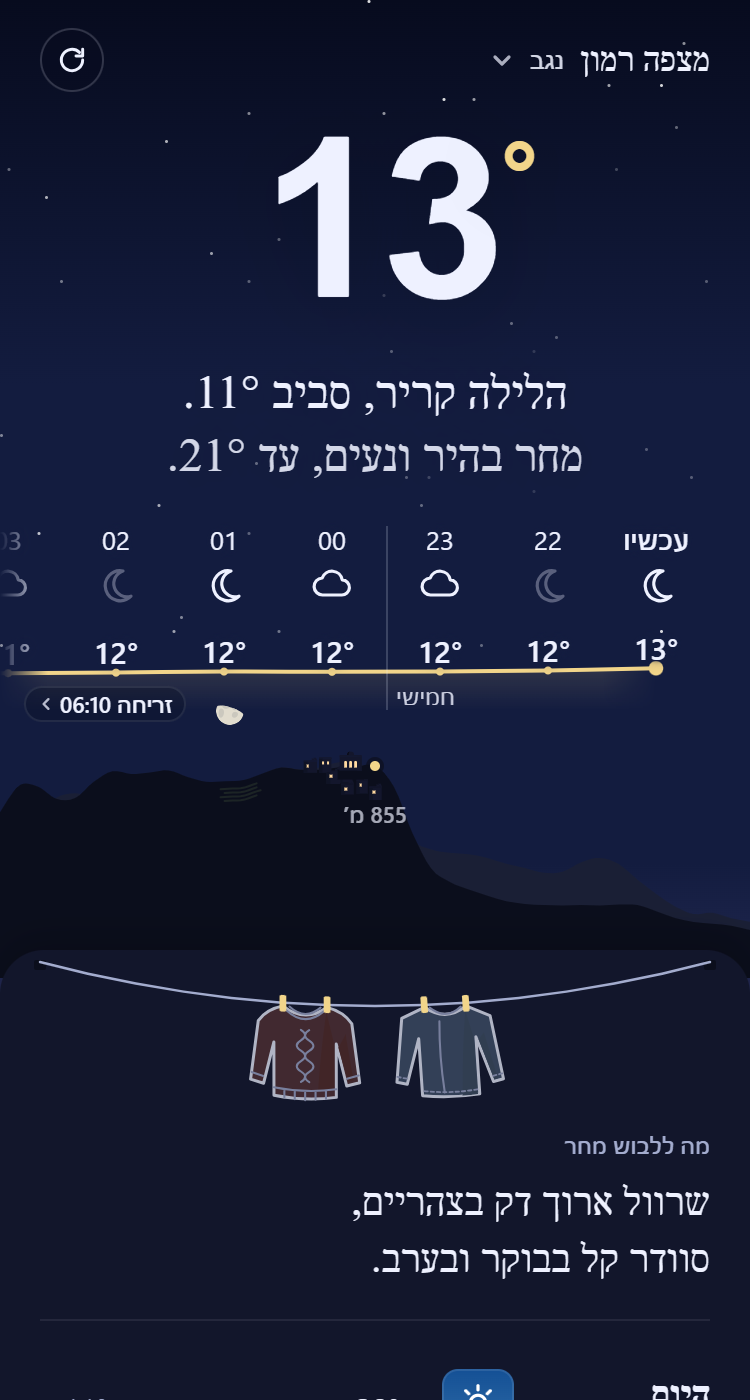 מצפה רמון נגב
13°
הלילה קריר, סביב 11°.
מחר בהיר ונעים, עד 21°.
עכשיו 22 23 00 01 02 03
13° 12° 12° 12° 12° 12°
חמישי
זריחה 06:10
855 מ׳
מה ללבוש מחר
שרוול ארוך דק בצהריים,
סוודר קל בבוקר ובערב.
היום